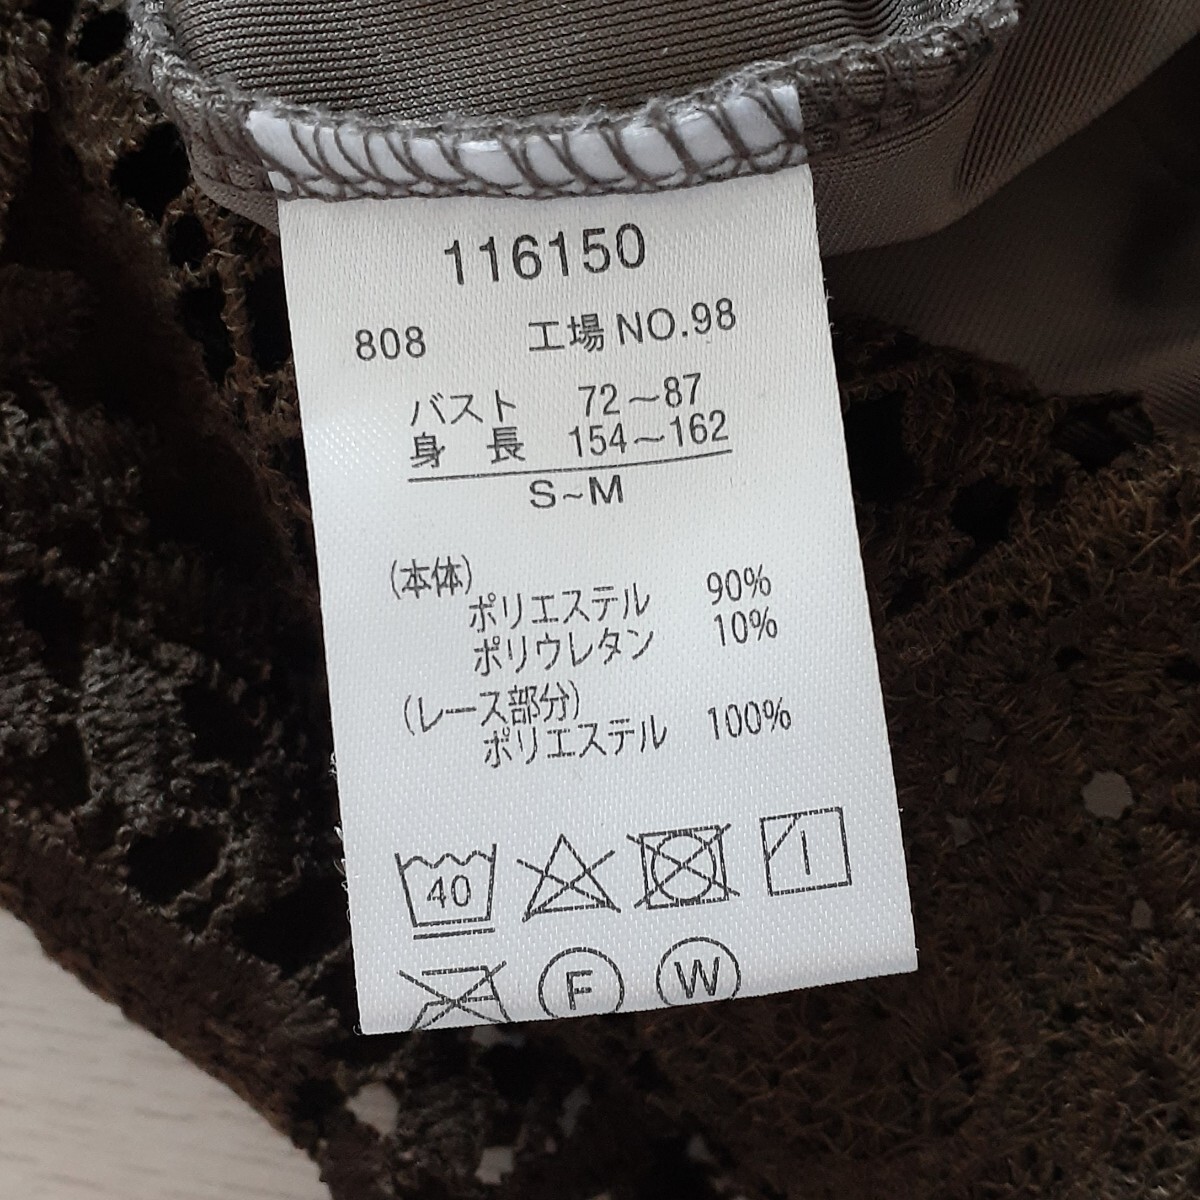 116150
808 工場NO.98
バスト 72～87
身長 154～162
S~M
(本体)
ポリエステル 90%
ポリウレタン 10%
(レース部分)
ポリエステル 100%
40
F W